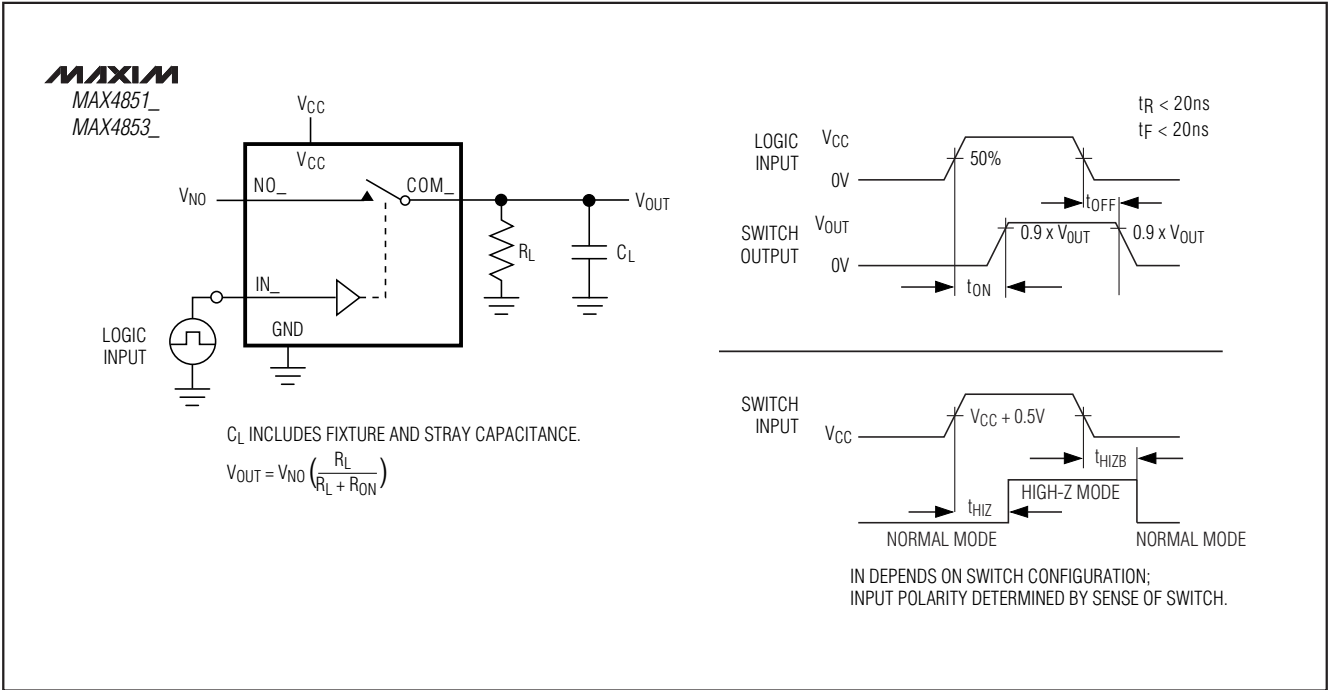 MAXIM
MAX4851_
MAX4853_
VCC
VCC
VNO
NO_
COM_
VOUT
RL
CL
IN_
GND
LOGIC
INPUT
CL INCLUDES FIXTURE AND STRAY CAPACITANCE.
VOUT = VNO (RL / RL + RON)
tR < 20ns
tF < 20ns
LOGIC
INPUT
VCC
50%
0V
tOFF
SWITCH
OUTPUT
VOUT
0.9 x VOUT
0.9 x VOUT
0V
tON
SWITCH
INPUT
VCC + 0.5V
VCC
tHIZB
HIGH-Z MODE
tHIZ
NORMAL MODE
NORMAL MODE
IN DEPENDS ON SWITCH CONFIGURATION;
INPUT POLARITY DETERMINED BY SENSE OF SWITCH.